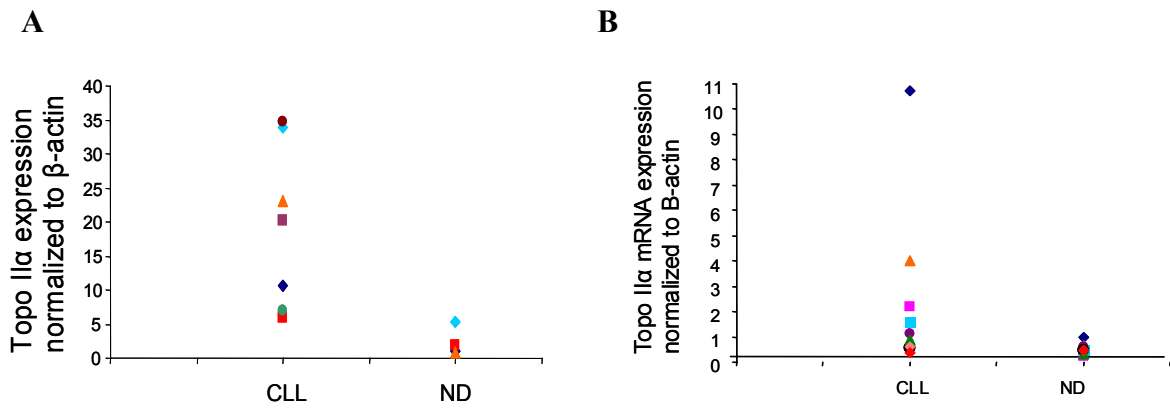 A
Topo IIα expression
normalized to β-actin
40
35
30
25
20
15
10
5
0
CLL
ND
B
Topo IIα mRNA expression
normalized to B-actin
11
10
9
8
7
6
5
4
3
2
1
0
CLL
ND